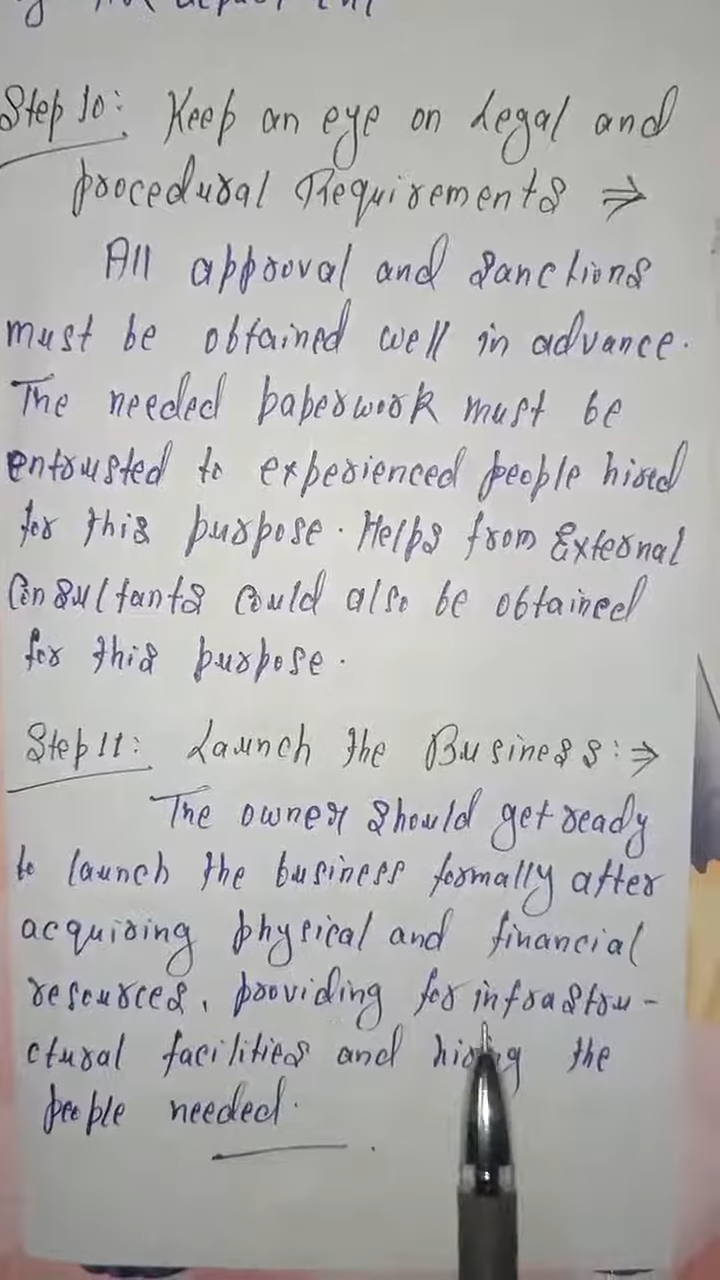 Step 10: Keep an eye on Legal and
procedural Requirements ⇒
All approval and sanctions
must be obtained well in advance.
The needed paperwork must be
entrusted to experienced people hired
for this purpose. Helps from External
Consultants could also be obtained
for this purpose.
Step 11: Launch the Business:⇒
The owner should get ready
to launch the business formally after
acquiring physical and financial
resources, providing for infrastru-
ctural facilities and hiring the
people needed.